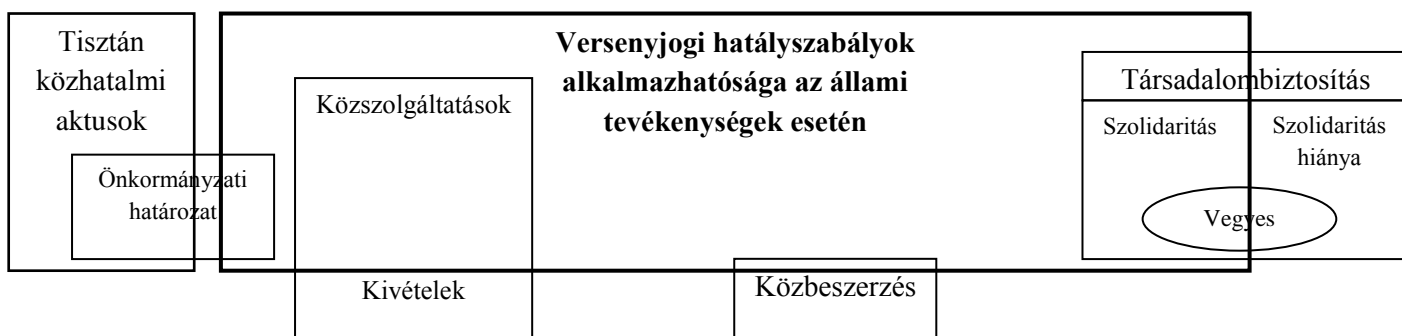 Tisztán
közhatalmi
aktusok
Önkormányzati
határozat
Közszolgáltatások
Kivételek
Versenyjogi hatályszabályok
alkalmazhatósága az állami
tevékenységek esetén
Közbeszerzés
Társadalombiztosítás
Szolidaritás
Szolidaritás
hiánya
Vegyes